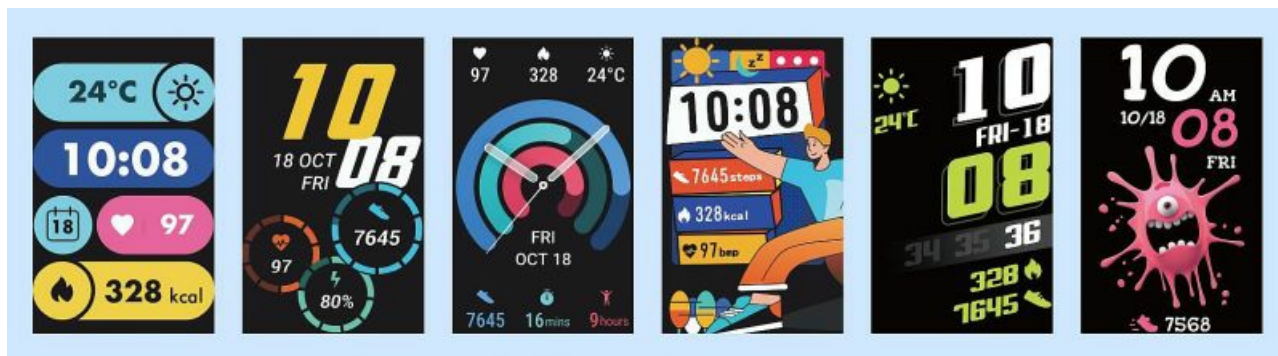 24°C
10:08
18 97
328 kcal
10
08
18 OCT
FRI
7645
97
80%
97 328 24°C
FRI
OCT 18
7645 16mins 9hours
zz
10:08
7645steps
328kcal
97bmp
10
24℃
FRI-18
08
34 35 36
328
7645
10
AM
10/18 08
FRI
7568